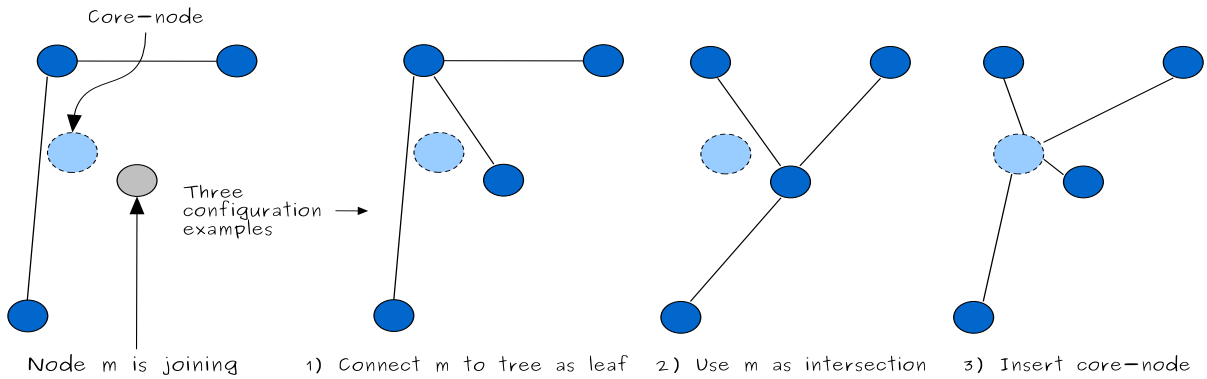 Core-node
Three
configuration
examples
Node m is joining
1) Connect m to tree as leaf
2) Use m as intersection
3) Insert core-node